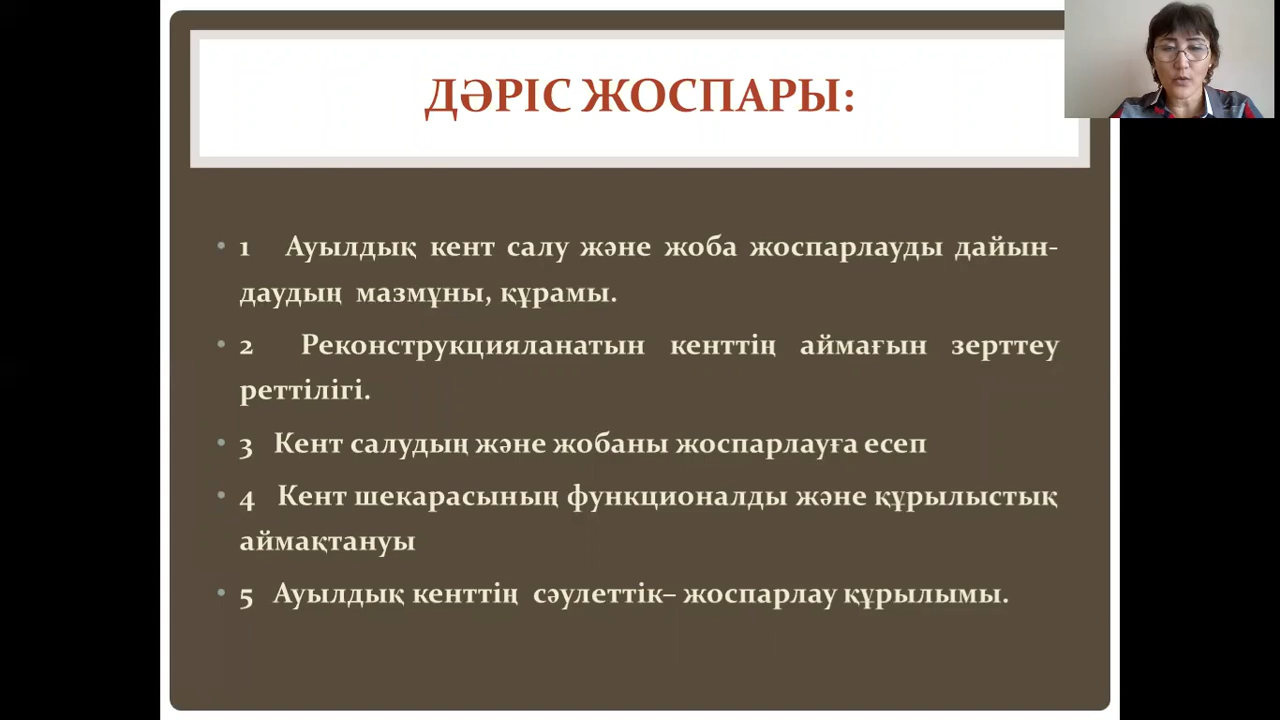 ДӘРІС ЖОСПАРЫ:
• 1 Ауылдық кент салу және жоба жоспарлауды дайын-
даудың мазмұны, құрамы.
• 2 Реконструкцияланатын кенттің аймағын зерттеу
реттілігі.
• 3 Кент салудың және жобаны жоспарлауға есеп
• 4 Кент шекарасының функционалды және құрылыстық
аймақтануы
• 5 Ауылдық кенттің сәулеттік– жоспарлау құрылымы.